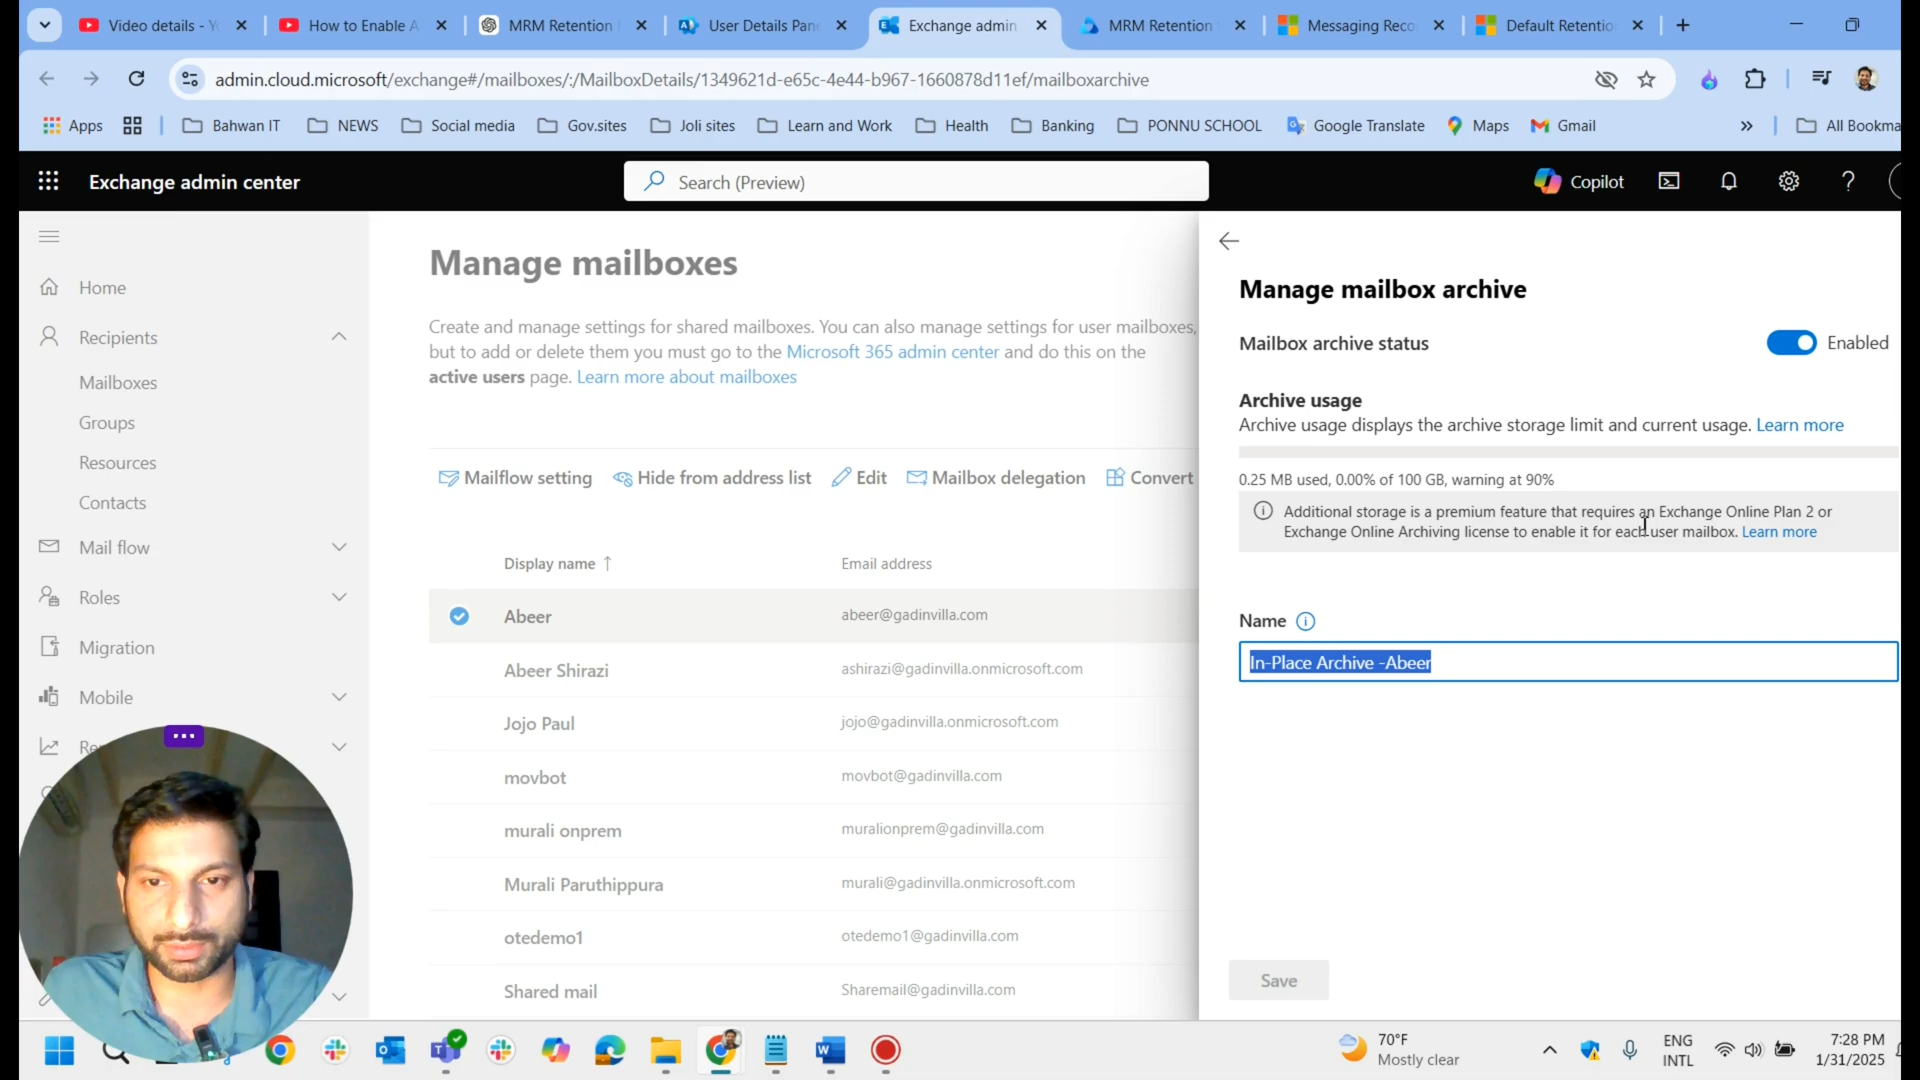 Video details - Y
How to Enable A
MRM Retention
User Details Pan
Exchange admin
MRM Retention
Messaging Reco
Default Retentio
admin.cloud.microsoft/exchange#/mailboxes/:/MailboxDetails/1349621d-e65c-4e44-b967-1660878d11ef/mailboxarchive
Apps
Bahwan IT
NEWS
Social media
Gov.sites
Joli sites
Learn and Work
Health
Banking
PONNU SCHOOL
Google Translate
Maps
Gmail
All Bookma
Exchange admin center
Search (Preview)
Copilot
Home
Recipients
Mailboxes
Groups
Resources
Contacts
Mail flow
Roles
Migration
Mobile
Re
Manage mailboxes
Create and manage settings for shared mailboxes. You can also manage settings for user mailboxes,
but to add or delete them you must go to the Microsoft 365 admin center and do this on the
active users page. Learn more about mailboxes
Mailflow setting
Hide from address list
Edit
Mailbox delegation
Convert
Display name ↑
Email address
Abeer
abeer@gadinvilla.com
Abeer Shirazi
ashirazi@gadinvilla.onmicrosoft.com
Jojo Paul
jojo@gadinvilla.onmicrosoft.com
movbot
movbot@gadinvilla.com
murali onprem
muralionprem@gadinvilla.com
Murali Paruthippura
murali@gadinvilla.onmicrosoft.com
otedemo1
otedemo1@gadinvilla.com
Shared mail
Sharemail@gadinvilla.com
Manage mailbox archive
Mailbox archive status
Enabled
Archive usage
Archive usage displays the archive storage limit and current usage. Learn more
0.25 MB used, 0.00% of 100 GB, warning at 90%
Additional storage is a premium feature that requires an Exchange Online Plan 2 or
Exchange Online Archiving license to enable it for each user mailbox. Learn more
Name
In-Place Archive -Abeer
Save
70°F
Mostly clear
ENG
INTL
7:28 PM
1/31/2025